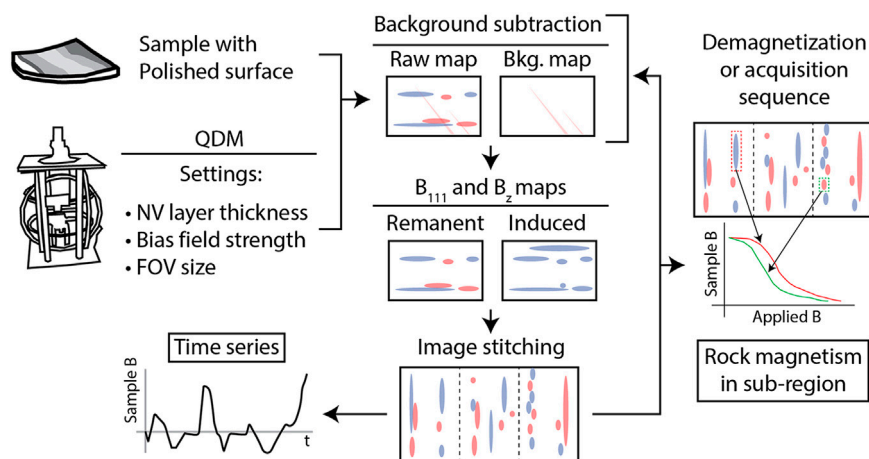 Sample with
Polished surface
QDM
Settings:
• NV layer thickness
• Bias field strength
• FOV size
Background subtraction
Raw map
Bkg. map
B111 and Bz maps
Remanent
Induced
Image stitching
Time series
Sample B
t
Demagnetization
or acquisition
sequence
Sample B
Applied B
Rock magnetism
in sub-region